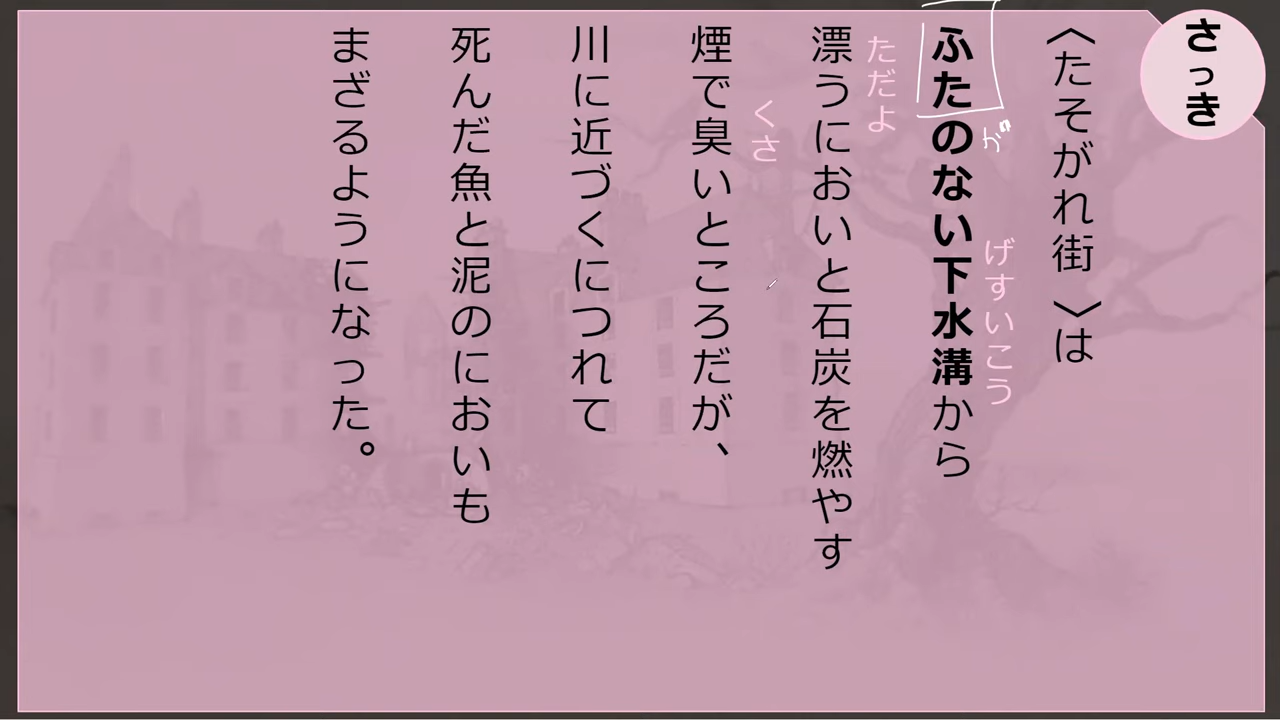 さっき
〈たそがれ街 〉は
ふたのない下水溝から
が
げすいこう
漂うにおいと石炭を燃やす
ただよ
煙で臭いところだが、
くさ
川に近づくにつれて
死んだ魚と泥のにおいも
まざるようになった。